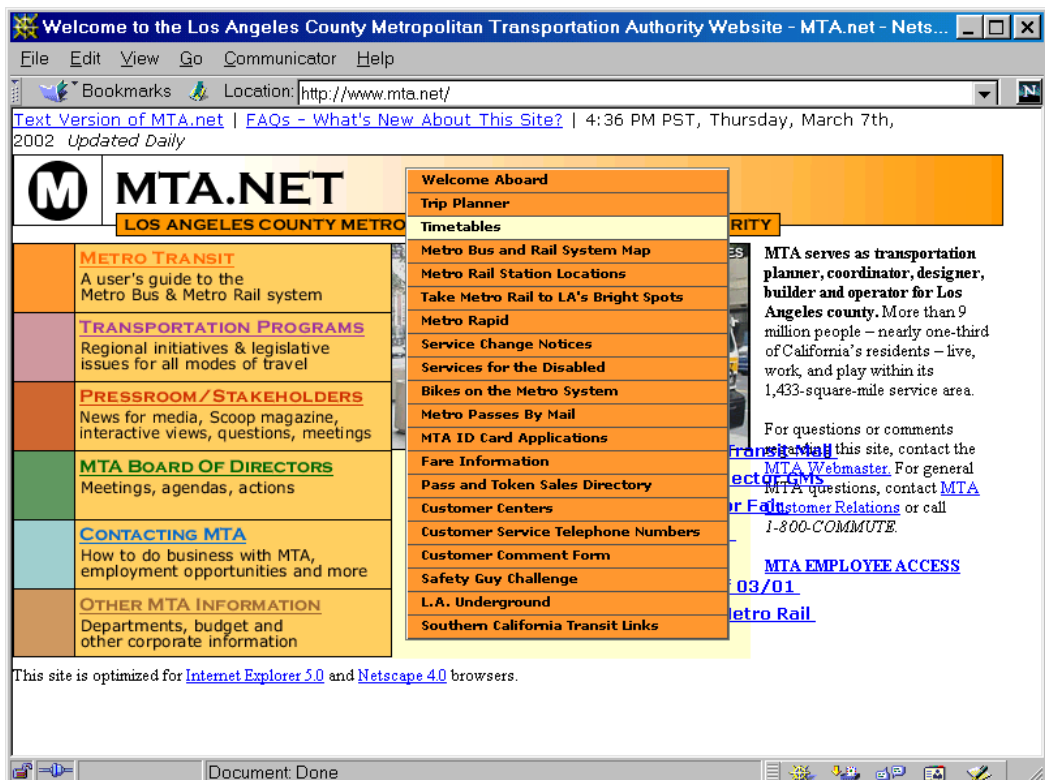 Welcome to the Los Angeles County Metropolitan Transportation Authority Website - MTA.net - Nets...
File Edit View Go Communicator Help
Bookmarks Location: http://www.mta.net/
N
Text Version of MTA.net | FAQs - What's New About This Site? | 4:36 PM PST, Thursday, March 7th,
2002 Updated Daily
M MTA.NET
LOS ANGELES COUNTY METRO
RITY
METRO TRANSIT
A user's guide to the
Metro Bus & Metro Rail system
TRANSPORTATION PROGRAMS
Regional initiatives & legislative
issues for all modes of travel
PRESSROOM/STAKEHOLDERS
News for media, Scoop magazine,
interactive views, questions, meetings
MTA BOARD OF DIRECTORS
Meetings, agendas, actions
CONTACTING MTA
How to do business with MTA,
employment opportunities and more
OTHER MTA INFORMATION
Departments, budget and
other corporate information
Welcome Aboard
Trip Planner
Timetables
Metro Bus and Rail System Map
Metro Rail Station Locations
Take Metro Rail to LA's Bright Spots
Metro Rapid
Service Change Notices
Services for the Disabled
Bikes on the Metro System
Metro Passes By Mail
MTA ID Card Applications
Fare Information
Pass and Token Sales Directory
Customer Centers
Customer Service Telephone Numbers
Customer Comment Form
Safety Guy Challenge
L.A. Underground
Southern California Transit Links
ES
MTA serves as transportation
planner, coordinator, designer,
builder and operator for Los
Angeles county. More than 9
million people – nearly one-third
of California's residents – live,
work, and play within its
1,433-square-mile service area.
For questions or comments
regarding this site, contact the
MTA Webmaster. For general
MTA questions, contact MTA
Customer Relations or call
1-800-COMMUTE.
MTA EMPLOYEE ACCESS
03/01
etro Rail
This site is optimized for Internet Explorer 5.0 and Netscape 4.0 browsers.
Document: Done